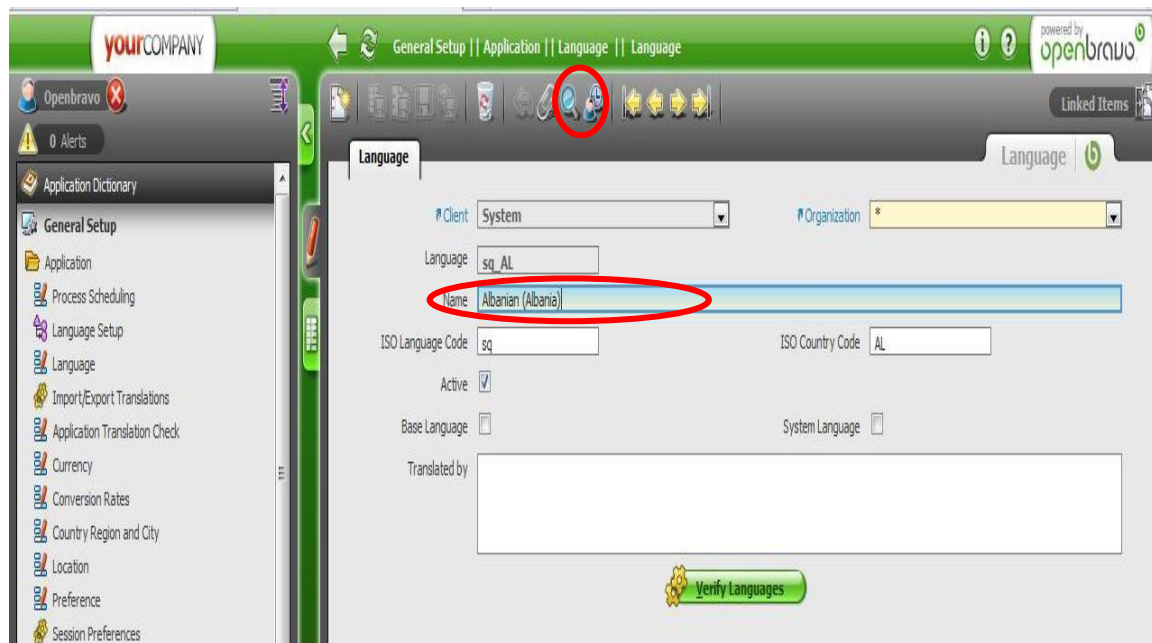 yourCOMPANY
General Setup || Application || Language || Language
i ?
powered by
openbravo
Openbravo
Linked Items
0 Alerts
Language
Language
Application Dictionary
General Setup
Application
Process Scheduling
Language Setup
Language
Import/Export Translations
Application Translation Check
Currency
Conversion Rates
Country Region and City
Location
Preference
Session Preferences
Client System
Organization *
Language sq_AL
Name Albanian (Albania)
ISO Language Code sq
ISO Country Code AL
Active
Base Language
System Language
Translated by
Verify Languages